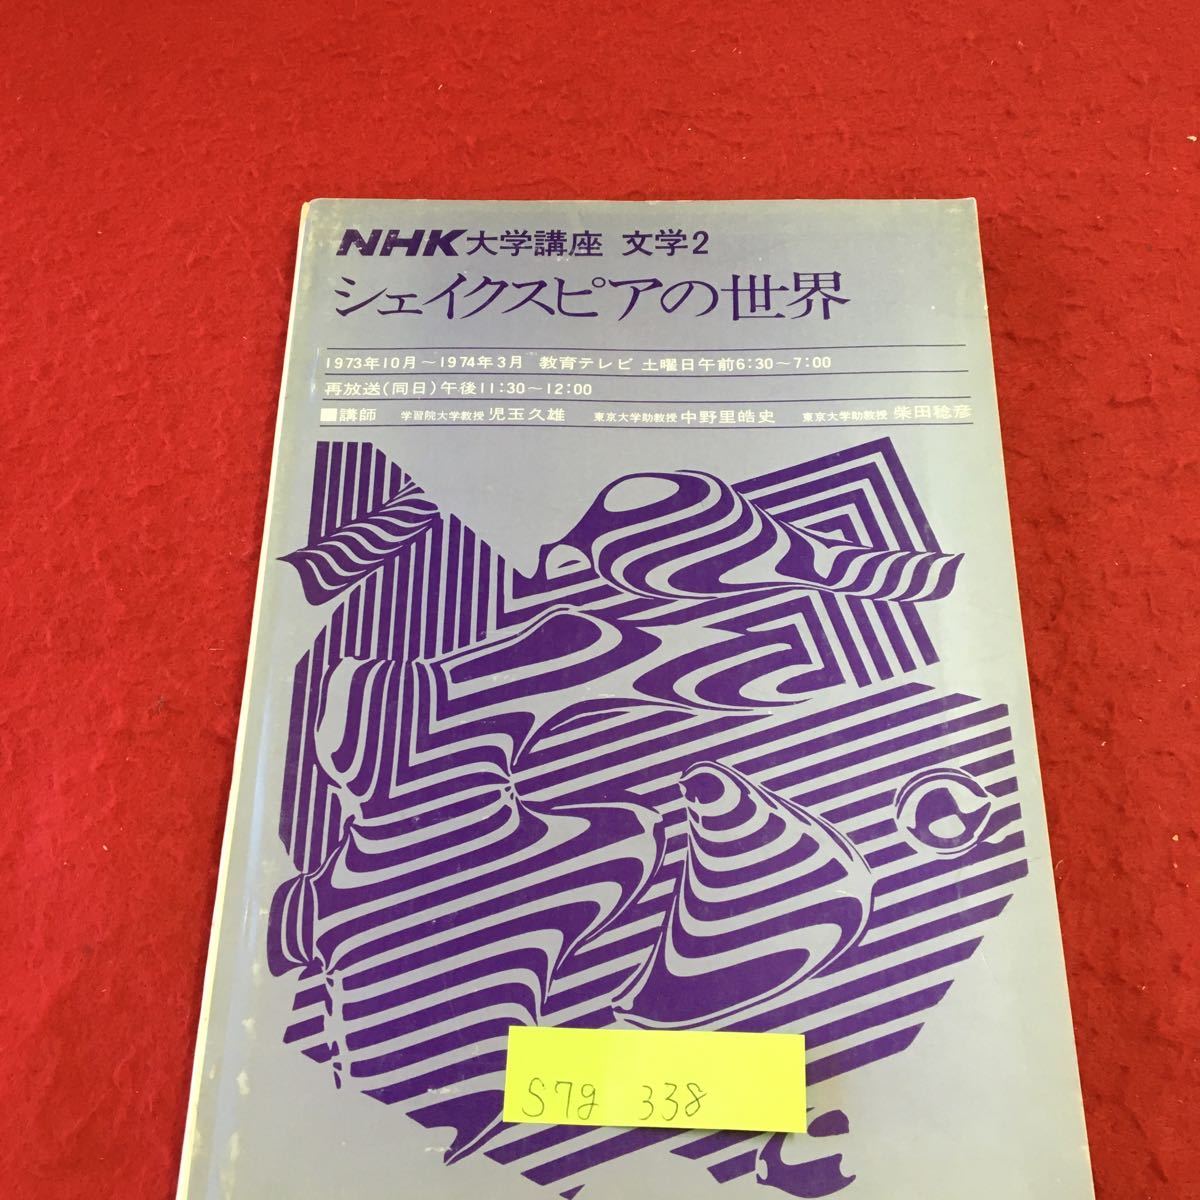 NHK大学講座 文学2
シェイクスピアの世界
1973年10月～1974年3月 教育テレビ 土曜日午前6:30～7:00
再放送(同日)午後11:30～12:00
■講師 学習院大学教授 児玉久雄 東京大学助教授 中野里皓史 東京大学助教授 柴田稔彦
S7g 338